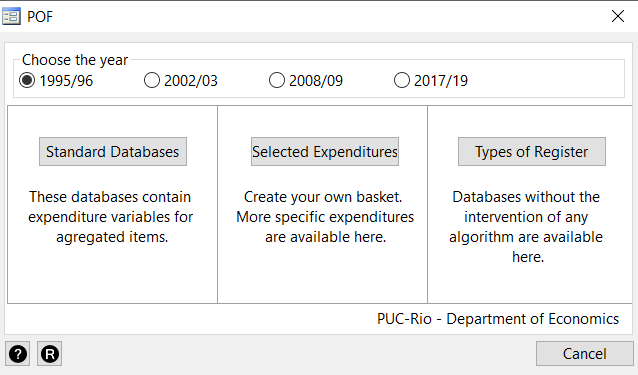 POF
Choose the year
1995/96 2002/03 2008/09 2017/19
Standard Databases
These databases contain
expenditure variables for
agregated items.
Selected Expenditures
Create your own basket.
More specific expenditures
are available here.
Types of Register
Databases without the
intervention of any
algorithm are available
here.
PUC-Rio - Department of Economics
? R
Cancel